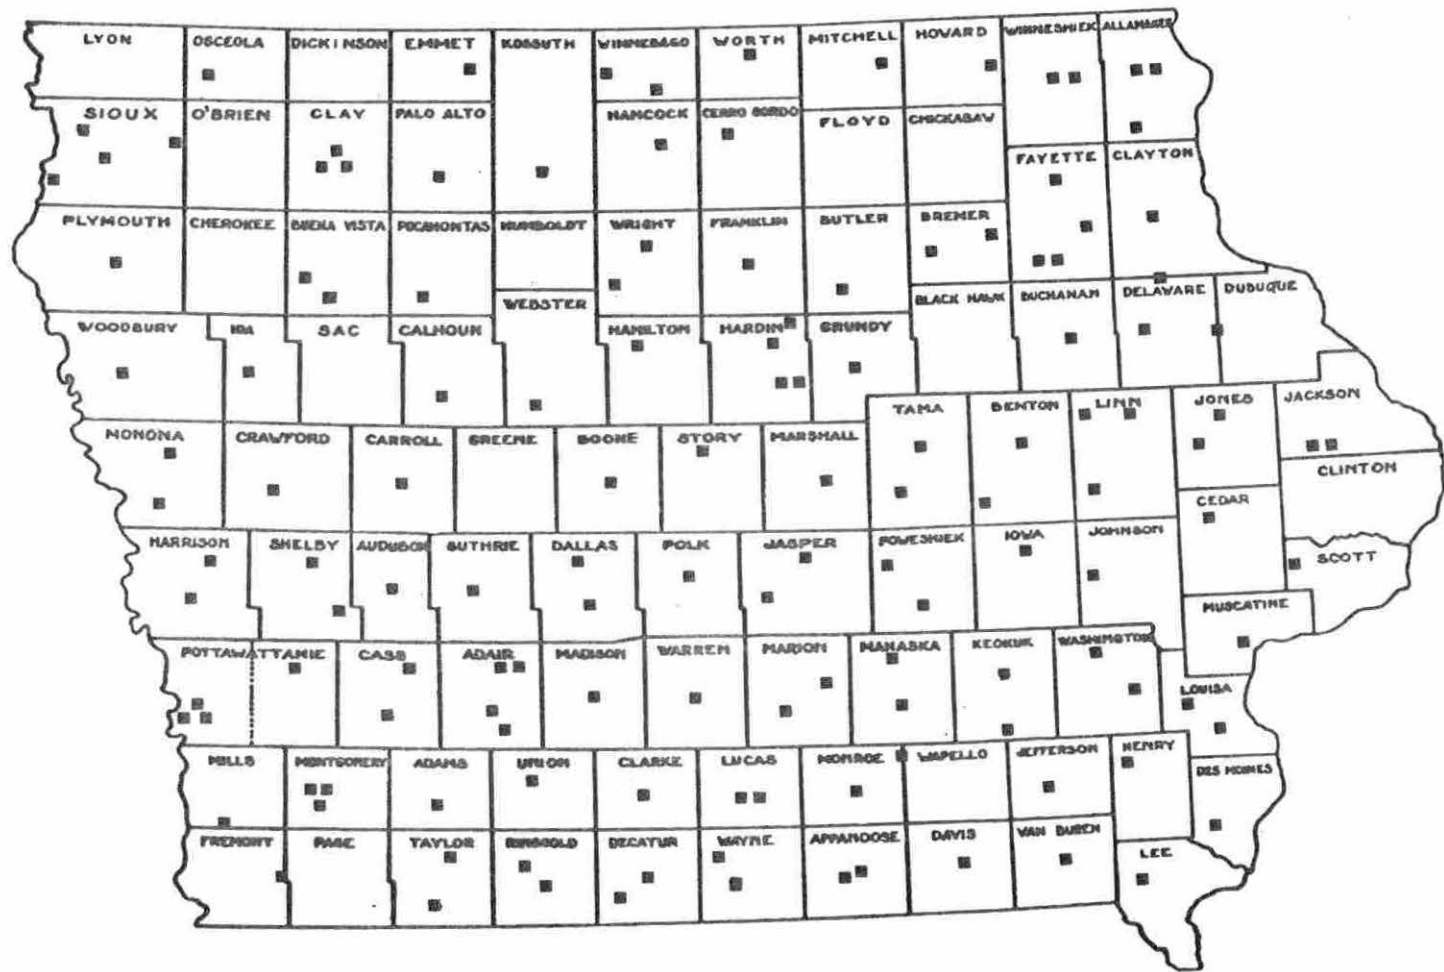 LYON
OSCEOLA
DICKINSON
EMMET
KOSSUTH
WINNEBAGO
WORTH
MITCHELL
HOWARD
WINNESHIEK
ALLAMAKEE
SIOUX
O'BRIEN
CLAY
PALO ALTO
HANCOCK
CERRO GORDO
FLOYD
CHICKASAW
FAYETTE
CLAYTON
PLYMOUTH
CHEROKEE
BUENA VISTA
POCAHONTAS
HUMBOLDT
WRIGHT
FRANKLIN
BUTLER
BREMER
WEBSTER
BLACK HAWK
BUCHANAN
DELAWARE
DUBUQUE
WOODBURY
IDA
SAC
CALHOUN
HAMILTON
HARDIN
GRUNDY
TAMA
BENTON
LINN
JONES
JACKSON
MONONA
CRAWFORD
CARROLL
GREENE
BOONE
STORY
MARSHALL
CLINTON
CEDAR
HARRISON
SHELBY
AUDUBON
GUTHRIE
DALLAS
POLK
JASPER
POWESHIEK
IOWA
JOHNSON
SCOTT
MUSCATINE
POTTAWATTAMIE
CASS
ADAIR
MADISON
WARREN
MARION
MAHASKA
KEOKUK
WASHINGTON
LOUISA
MILLS
MONTGOMERY
ADAMS
UNION
CLARKE
LUCAS
MONROE
WAPELLO
JEFFERSON
HENRY
DES MOINES
FREMONT
PAGE
TAYLOR
RINGGOLD
DECATUR
WAYNE
APPANOOSE
DAVIS
VAN BUREN
LEE